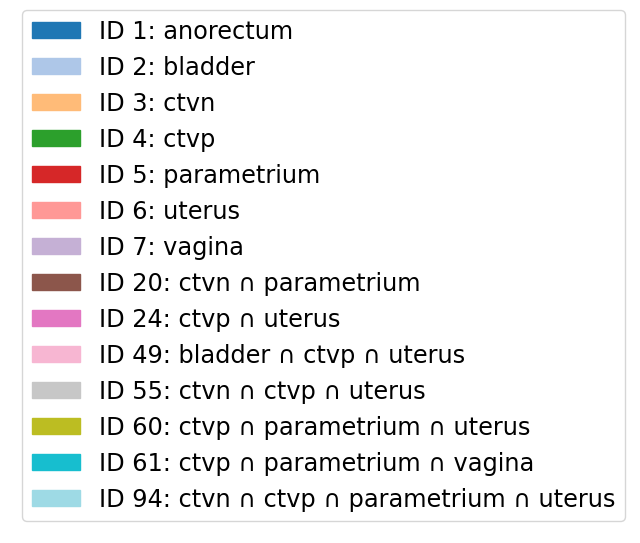 ID 1: anorectum
ID 2: bladder
ID 3: ctvn
ID 4: ctvp
ID 5: parametrium
ID 6: uterus
ID 7: vagina
ID 20: ctvn ∩ parametrium
ID 24: ctvp ∩ uterus
ID 49: bladder ∩ ctvp ∩ uterus
ID 55: ctvn ∩ ctvp ∩ uterus
ID 60: ctvp ∩ parametrium ∩ uterus
ID 61: ctvp ∩ parametrium ∩ vagina
ID 94: ctvn ∩ ctvp ∩ parametrium ∩ uterus